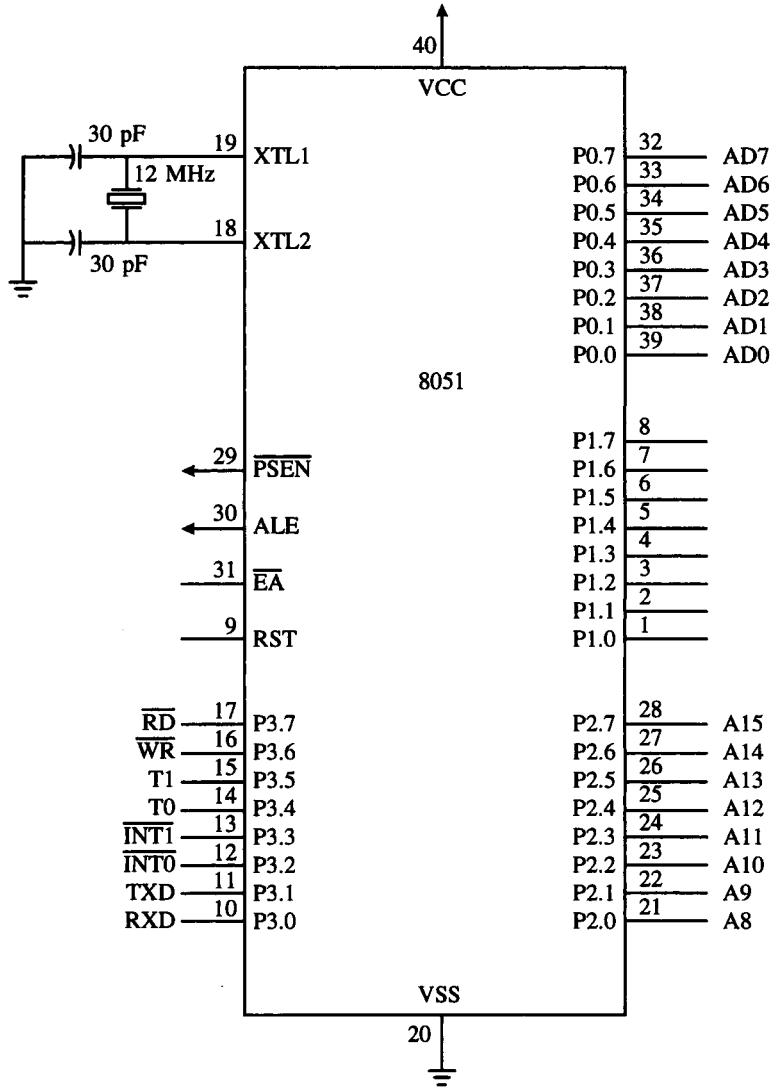 40
VCC
30 pF
19 XTL1
12 MHz
18 XTL2
30 pF
P0.7 32 AD7
P0.6 33 AD6
P0.5 34 AD5
P0.4 35 AD4
P0.3 36 AD3
P0.2 37 AD2
P0.1 38 AD1
P0.0 39 AD0
8051
29 PSEN
30 ALE
31 EA
9 RST
P1.7 8
P1.6 7
P1.5 6
P1.4 5
P1.3 4
P1.2 3
P1.1 2
P1.0 1
RD 17 P3.7
WR 16 P3.6
T1 15 P3.5
T0 14 P3.4
INT1 13 P3.3
INT0 12 P3.2
TXD 11 P3.1
RXD 10 P3.0
P2.7 28 A15
P2.6 27 A14
P2.5 26 A13
P2.4 25 A12
P2.3 24 A11
P2.2 23 A10
P2.1 22 A9
P2.0 21 A8
VSS
20